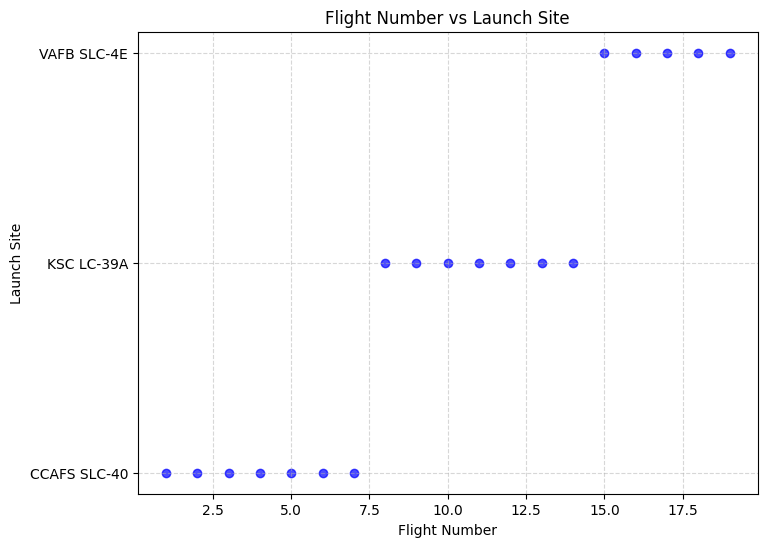 Flight Number vs Launch Site
Launch Site
VAFB SLC-4E
KSC LC-39A
CCAFS SLC-40
2.5 5.0 7.5 10.0 12.5 15.0 17.5
Flight Number